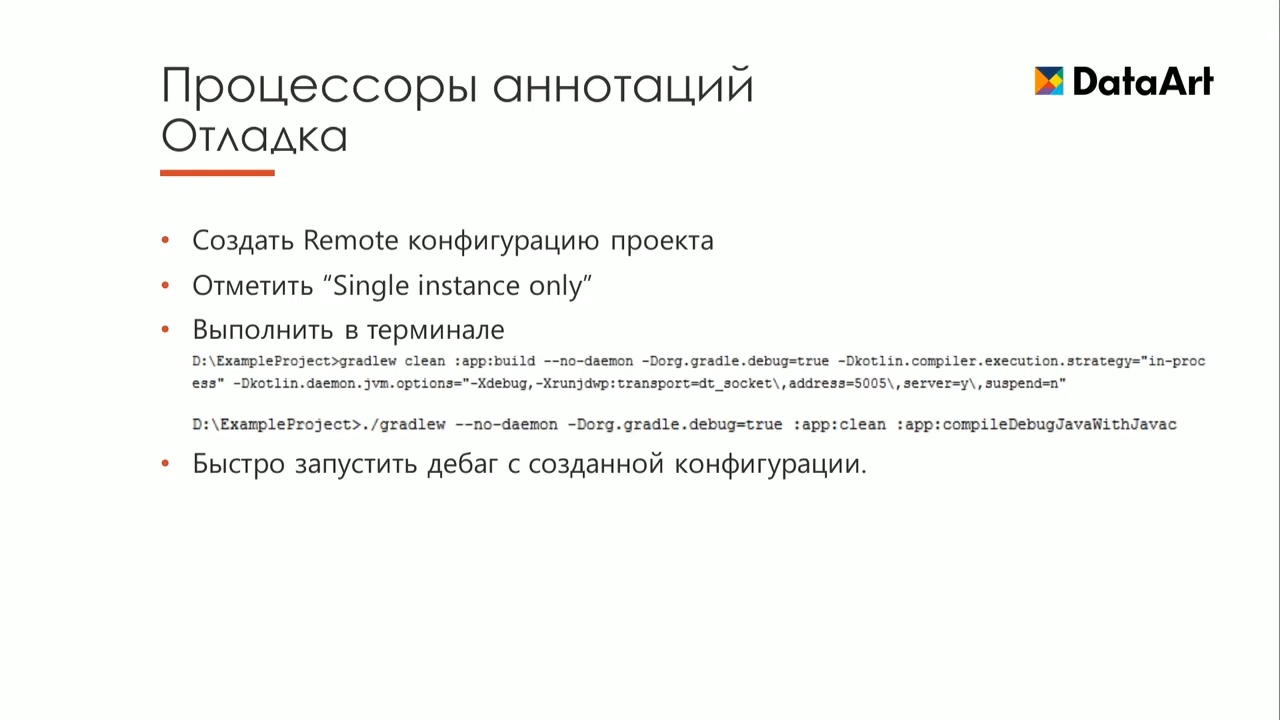 Процессоры аннотаций
Отладка
DataArt
• Создать Remote конфигурацию проекта
• Отметить “Single instance only”
• Выполнить в терминале
D:\ExampleProject>gradlew clean :app:build --no-daemon -Dorg.gradle.debug=true -Dkotlin.compiler.execution.strategy="in-proc
ess" -Dkotlin.daemon.jvm.options="-Xdebug,-Xrunjdwp:transport=dt_socket\,address=5005\,server=y\,suspend=n"
D:\ExampleProject>./gradlew --no-daemon -Dorg.gradle.debug=true :app:clean :app:compileDebugJavaWithJavac
• Быстро запустить дебаг с созданной конфигурации.